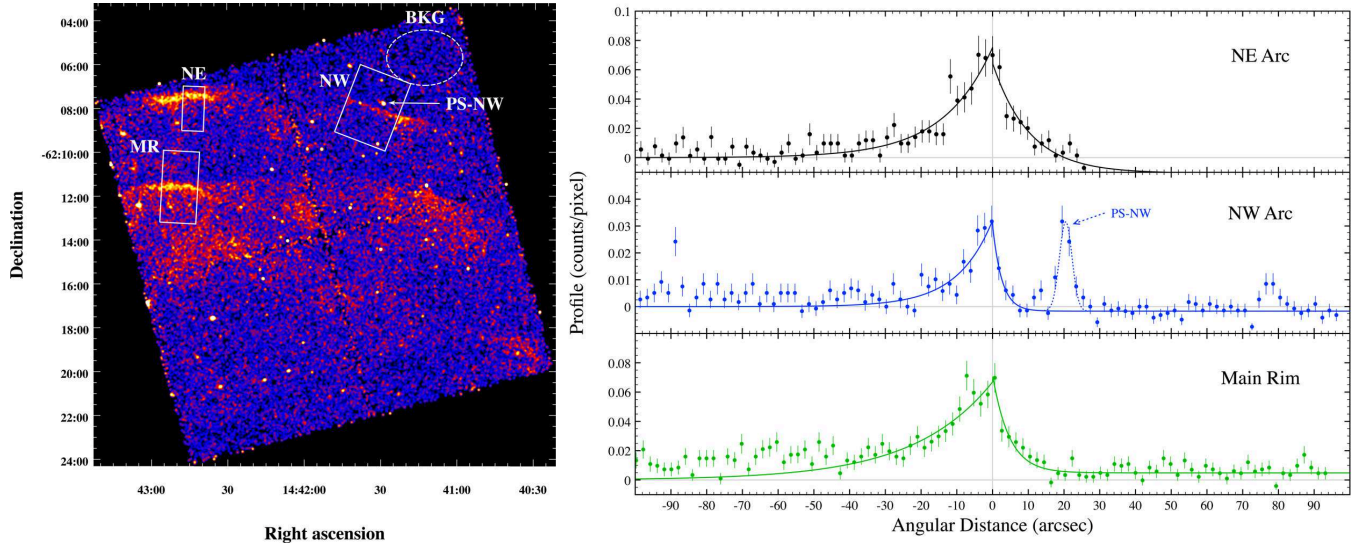 04:00
06:00
08:00
-62:10:00
12:00
14:00
16:00
18:00
20:00
22:00
24:00
Declination
BKG
NE
NW
PS-NW
MR
43:00 30 14:42:00 30 41:00 40:30
Right ascension
Profile (counts/pixel)
0.1
0.08
0.06
0.04
0.02
0
NE Arc
0.04
0.03
0.02
0.01
0
PS-NW
NW Arc
0.08
0.06
0.04
0.02
0
Main Rim
-90 -80 -70 -60 -50 -40 -30 -20 -10 0 10 20 30 40 50 60 70 80 90
Angular Distance (arcsec)